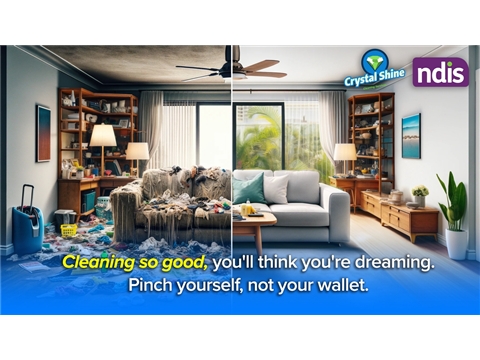 Crystal Shine
ndis
Cleaning so good, you'll think you're dreaming.
Pinch yourself, not your wallet.